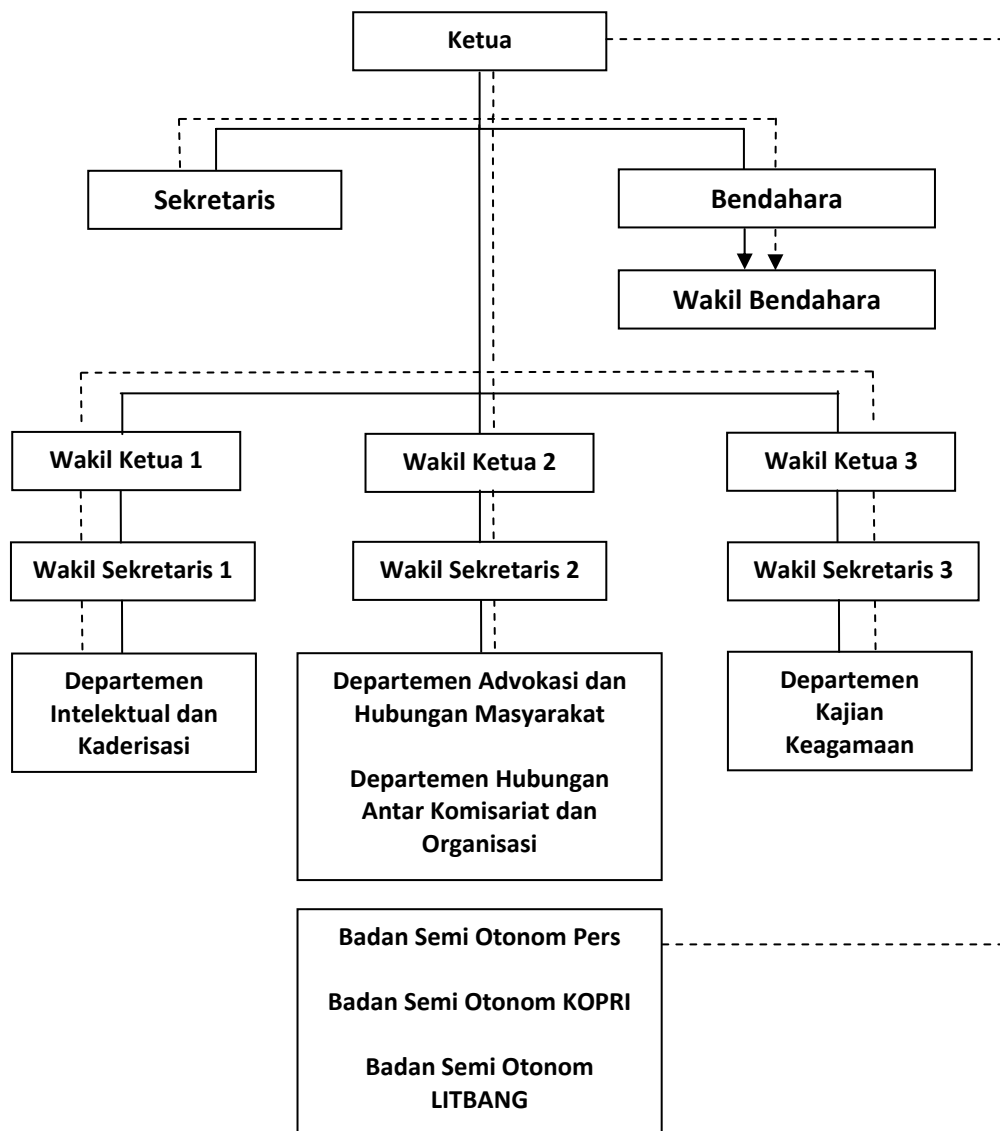 Ketua
Sekretaris
Bendahara
Wakil Bendahara
Wakil Ketua 1
Wakil Ketua 2
Wakil Ketua 3
Wakil Sekretaris 1
Wakil Sekretaris 2
Wakil Sekretaris 3
Departemen
Intelektual dan
Kaderisasi
Departemen Advokasi dan
Hubungan Masyarakat
Departemen Hubungan
Antar Komisariat dan
Organisasi
Departemen
Kajian
Keagamaan
Badan Semi Otonom Pers
Badan Semi Otonom KOPRI
Badan Semi Otonom
LITBANG